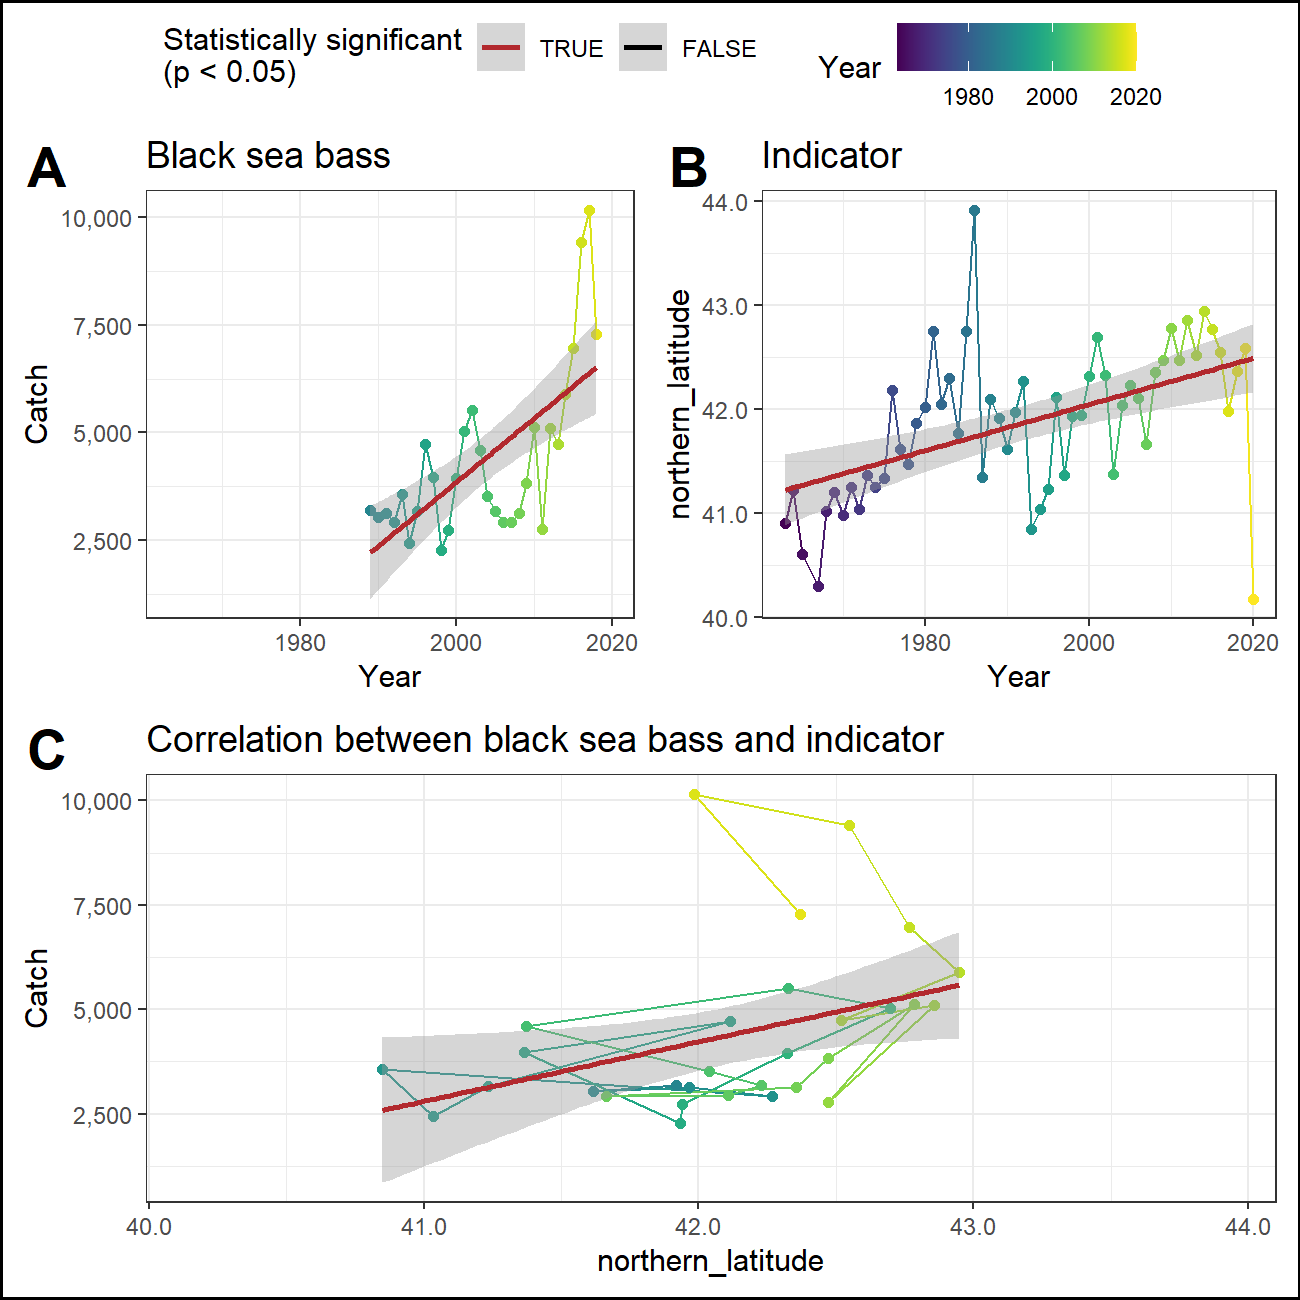 Statistically significant
(p < 0.05)
TRUE
FALSE
Year
1980 2000 2020
A
Black sea bass
Catch
10,000
7,500
5,000
2,500
1980 2000 2020
Year
B
Indicator
northern_latitude
44.0
43.0
42.0
41.0
40.0
1980 2000 2020
Year
C
Correlation between black sea bass and indicator
Catch
10,000
7,500
5,000
2,500
40.0 41.0 42.0 43.0 44.0
northern_latitude